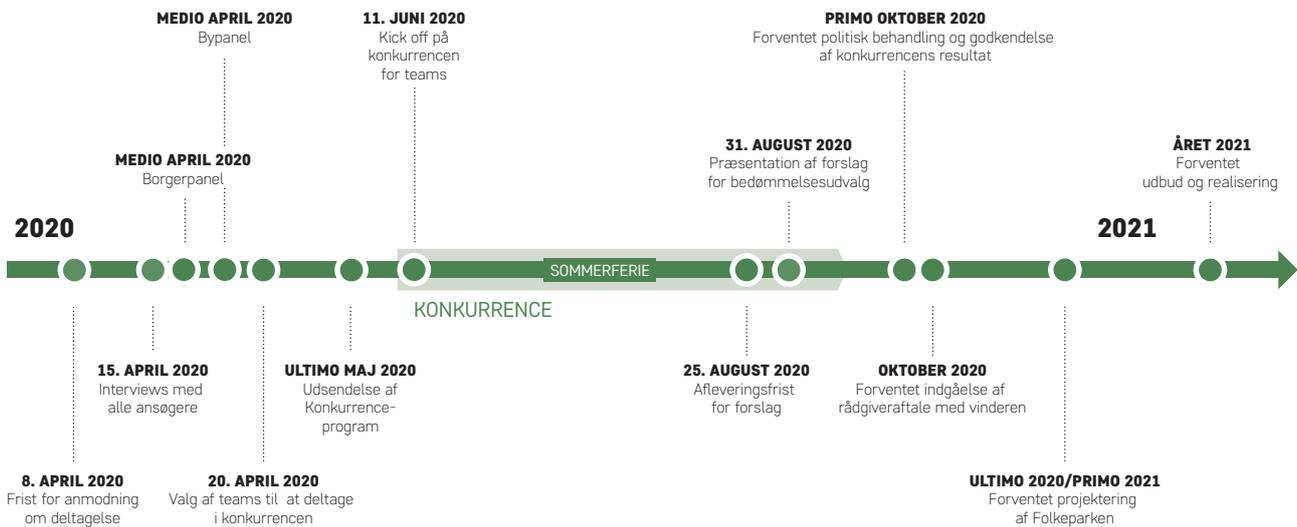 MEDIO APRIL 2020
Bypanel
11. JUNI 2020
Kick off på
konkurrencen
for teams
PRIMO OKTOBER 2020
Forventet politisk behandling og godkendelse
af konkurrencens resultat
MEDIO APRIL 2020
Borgerpanel
31. AUGUST 2020
Præsentation af forslag
for bedømmelsesudvalg
ÅRET 2021
Forventet
udbud og realisering
2020
2021
SOMMERFERIE
KONKURRENCE
15. APRIL 2020
Interviews med
alle ansøgere
ULTIMO MAJ 2020
Udsendelse af
Konkurrence-
program
25. AUGUST 2020
Afleveringsfrist
for forslag
OKTOBER 2020
Forventet indgåelse af
rådgiveraftale med vinderen
8. APRIL 2020
Frist for anmodning
om deltagelse
20. APRIL 2020
Valg af teams til at deltage
i konkurrencen
ULTIMO 2020/PRIMO 2021
Forventet projektering
af Folkeparken